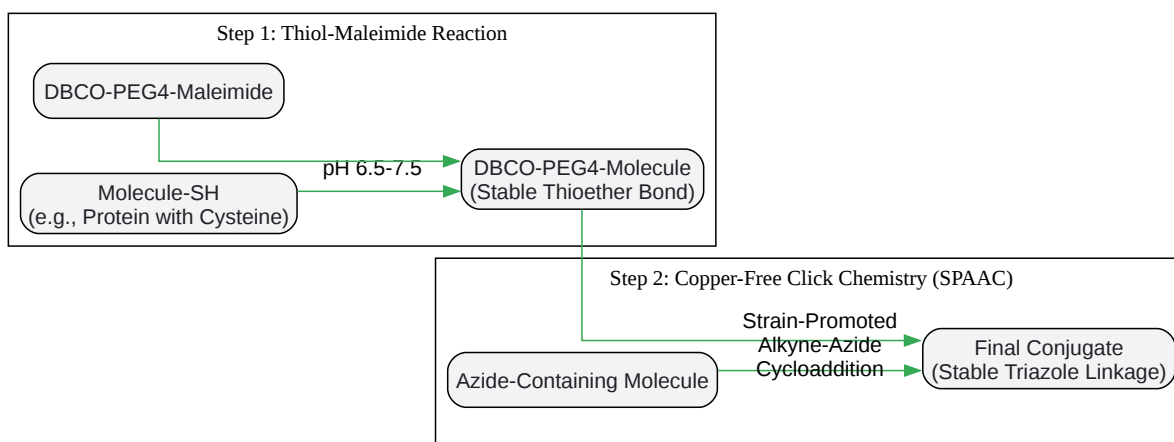 Step 1: Thiol-Maleimide Reaction
DBCO-PEG4-Maleimide
pH 6.5-7.5
Molecule-SH
(e.g., Protein with Cysteine)
DBCO-PEG4-Molecule
(Stable Thioether Bond)
Step 2: Copper-Free Click Chemistry (SPAAC)
Strain-Promoted
Alkyne-Azide
Cycloaddition
Azide-Containing Molecule
Final Conjugate
(Stable Triazole Linkage)